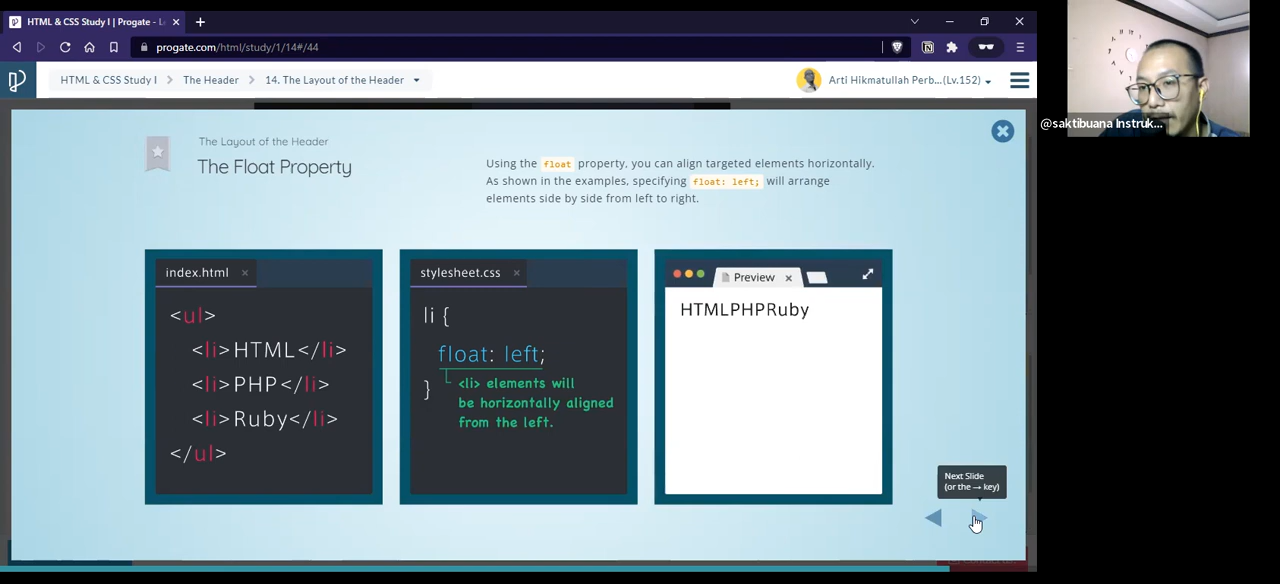 HTML & CSS Study I | Progate - Le
progate.com/html/study/1/14#/44
HTML & CSS Study I
The Header
14. The Layout of the Header
Arti Hikmatullah Perb...(Lv.152)
@saktibuana Instruk...
The Layout of the Header
The Float Property
Using the float property, you can align targeted elements horizontally.
As shown in the examples, specifying float: left; will arrange
elements side by side from left to right.
index.html
<ul>
<li>HTML</li>
<li>PHP</li>
<li>Ruby</li>
</ul>
stylesheet.css
li {
float: left;
<li> elements will
be horizontally aligned
from the left.
}
Preview
HTMLPHPRuby
Next Slide
(or the → key)